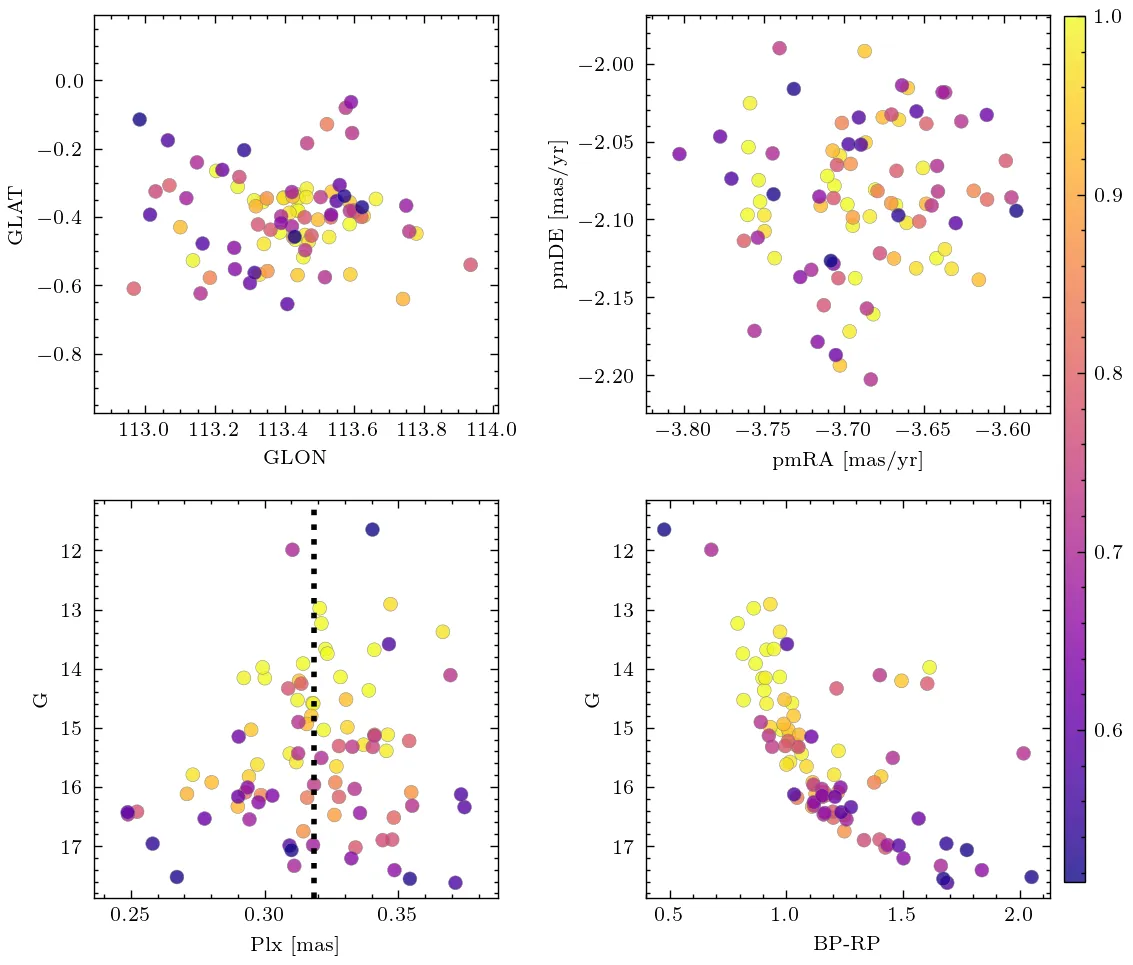 0.0
−0.2
−0.4
−0.6
−0.8
GLAT
113.0 113.2 113.4 113.6 113.8 114.0
GLON
−2.00
−2.05
−2.10
−2.15
−2.20
pmDE [mas/yr]
−3.80 −3.75 −3.70 −3.65 −3.60
pmRA [mas/yr]
1.0
0.9
0.8
0.7
0.6
12
13
14
15
16
17
G
0.25 0.30 0.35
Plx [mas]
12
13
14
15
16
17
G
0.5 1.0 1.5 2.0
BP-RP